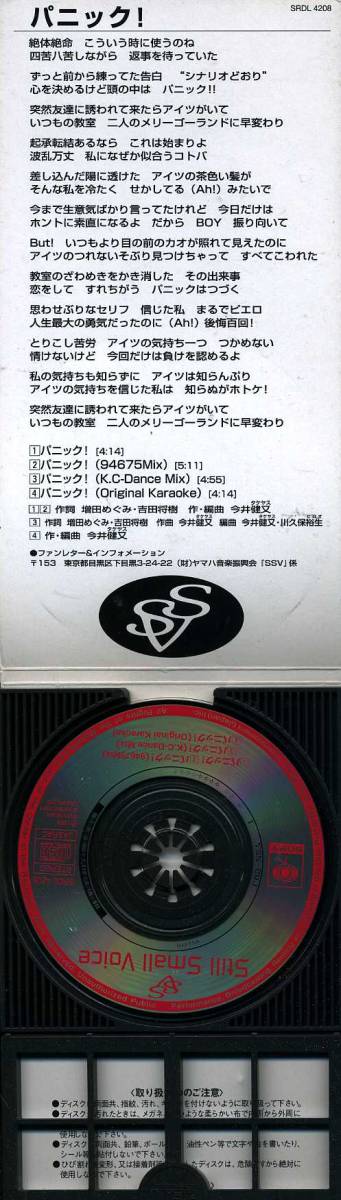 パニック！
SRDL 4208
絶体絶命　こういう時に使うのね
四苦八苦しながら　返事を待っていた
ずっと前から練ってた告白　“シナリオどおり”
心を決めるけど頭の中は　パニック!!
突然友達に誘われて来たらアイツがいて
いつもの教室　二人のメリーゴーランドに早変わり
起承転結あるなら　これは始まりよ
波乱万丈　私になぜか似合うコトバ
差し込んだ陽に透けた　アイツの茶色い髪が
そんな私を冷たく　せかしてる（Ah!）みたいで
今まで生意気ばかり言ってたけれど　今日だけは
ホントに素直になるよ　だから　BOY　振り向いて
But!　いつもより目の前のカオが照れて見えたのに
アイツのつれないそぶり見つけちゃって　すべてこわれた
教室のざわめきをかき消した　その出来事
恋をして　すれちがう　パニックはつづく
思わせぶりなセリフ　信じた私　まるでピエロ
人生最大の勇気だったのに（Ah!）後悔百回!
とりこし苦労　アイツの気持ち一つ　つかめない
情けないけど　今回だけは負けを認めるよ
私の気持ちも知らずに　アイツは知らんぷり
アイツの気持ちを信じた私は　知らぬがホトケ!
突然友達に誘われて来たらアイツがいて
いつもの教室　二人のメリーゴーランドに早変わり
1パニック！［4:14］
2パニック！（94675Mix）［5:11］
3パニック！（K.C-Dance Mix）［4:55］
4パニック！（Original Karaoke）［4:14］
1 2 作詞 増田めぐみ・吉田将樹　作・編曲 今井健又
3 作詞 増田めぐみ・吉田将樹　作曲 今井健又　編曲 今井健又・川久保裕生
4 作・編曲 今井健又
●ファンレター&インフォメーション
〒153　東京都目黒区下目黒3-24-22（財）ヤマハ音楽振興会「SSV」係
SSV
パニック!（94675Mix）
パニック!（K.C-Dance Mix）
パニック!（Original Karaoke）
SONY
SRDL 4208
STEREO
Still Small Voice
Unauthorized Public Performance
〈取り扱
のご注意〉